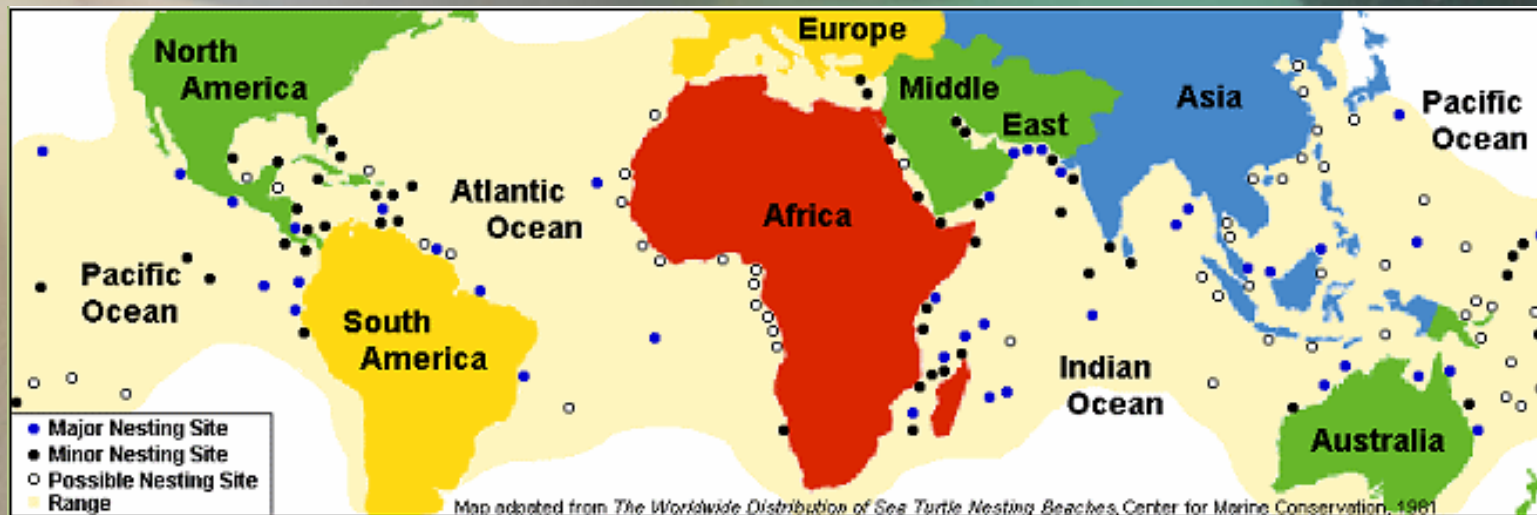 North
America
Europe
Middle
East
Asia
Pacific
Ocean
Atlantic
Ocean
Africa
Pacific
Ocean
South
America
Indian
Ocean
Australia
Major Nesting Site
Minor Nesting Site
Possible Nesting Site
Range
Map adapted from The Worldwide Distribution of Sea Turtle Nesting Beaches, Center for Marine Conservation, 1981